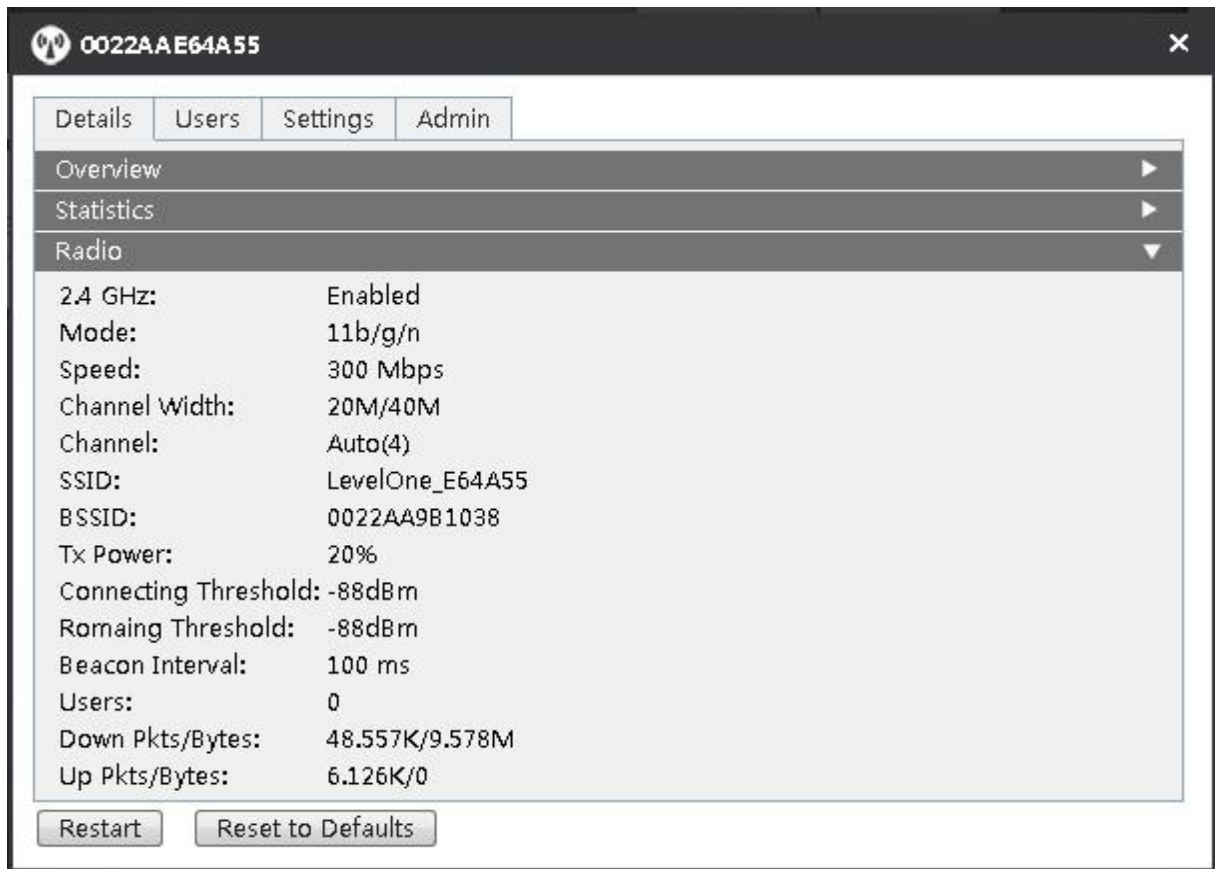 0022AAE64A55
Details Users Settings Admin
Overview
Statistics
Radio
2.4 GHz: Enabled
Mode: 11b/g/n
Speed: 300 Mbps
Channel Width: 20M/40M
Channel: Auto(4)
SSID: LevelOne_E64A55
BSSID: 0022AA9B1038
Tx Power: 20%
Connecting Threshold: -88dBm
Romaing Threshold: -88dBm
Beacon Interval: 100 ms
Users: 0
Down Pkts/Bytes: 48.557K/9.578M
Up Pkts/Bytes: 6.126K/0
Restart Reset to Defaults